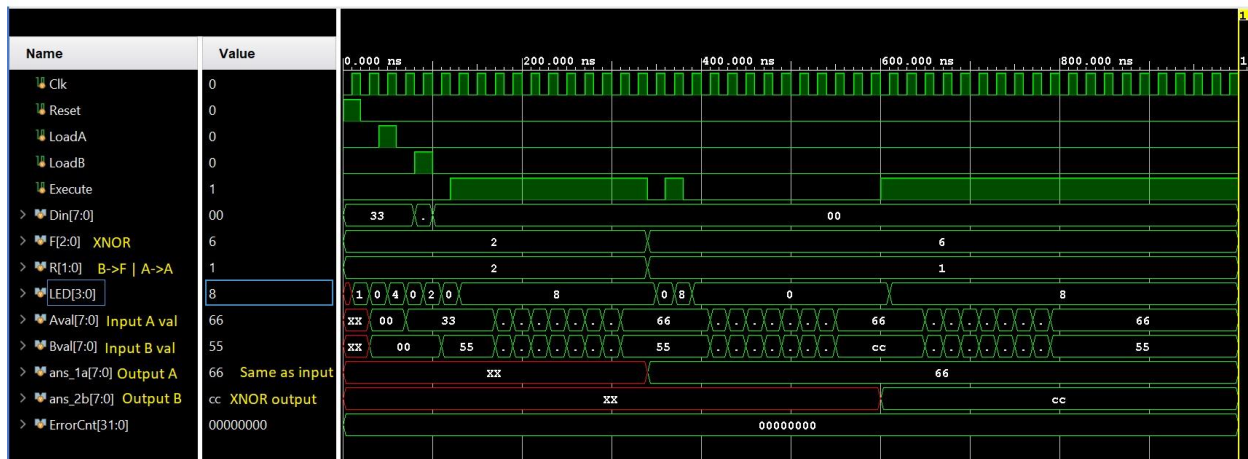 1
Name Value
0.000 ns 200.000 ns 400.000 ns 600.000 ns 800.000 ns 1
Clk 0
Reset 0
LoadA 0
LoadB 0
Execute 1
Din[7:0] 00 33 . 00
F[2:0] XNOR 6 2 6
R[1:0] B->F | A->A 1 2 1
LED[3:0] 8 1 0 4 0 2 0 8 0 8 0 8
Aval[7:0] Input A val 66 XX 00 33 . . . . . . . 66 . . . . . . . 66 . . . . . . . 66
Bval[7:0] Input B val 55 XX 00 55 . . . . . . . 55 . . . . . . . cc . . . . . . . 55
ans_1a[7:0] Output A 66 Same as input XX 66
ans_2b[7:0] Output B cc XNOR output XX cc
ErrorCnt[31:0] 00000000 00000000